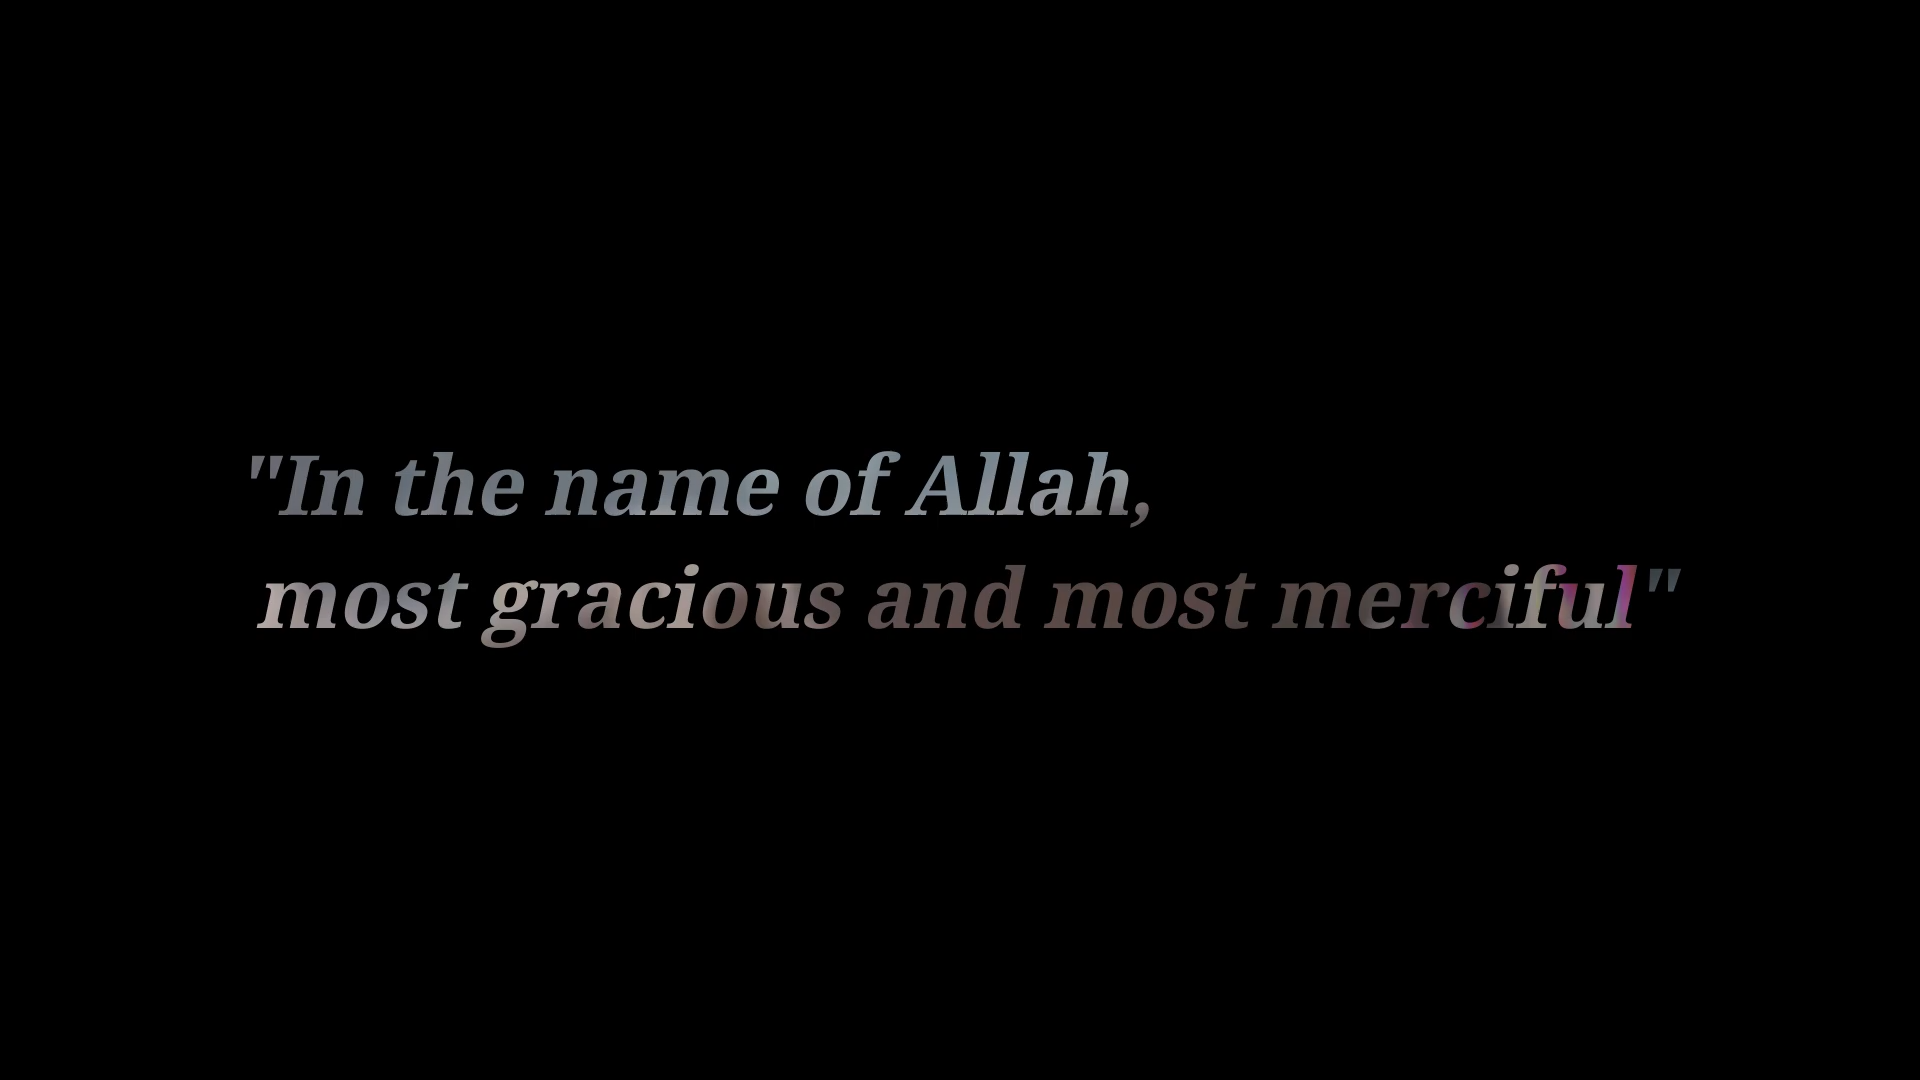 "In the name of Allah,
most gracious and most merciful"